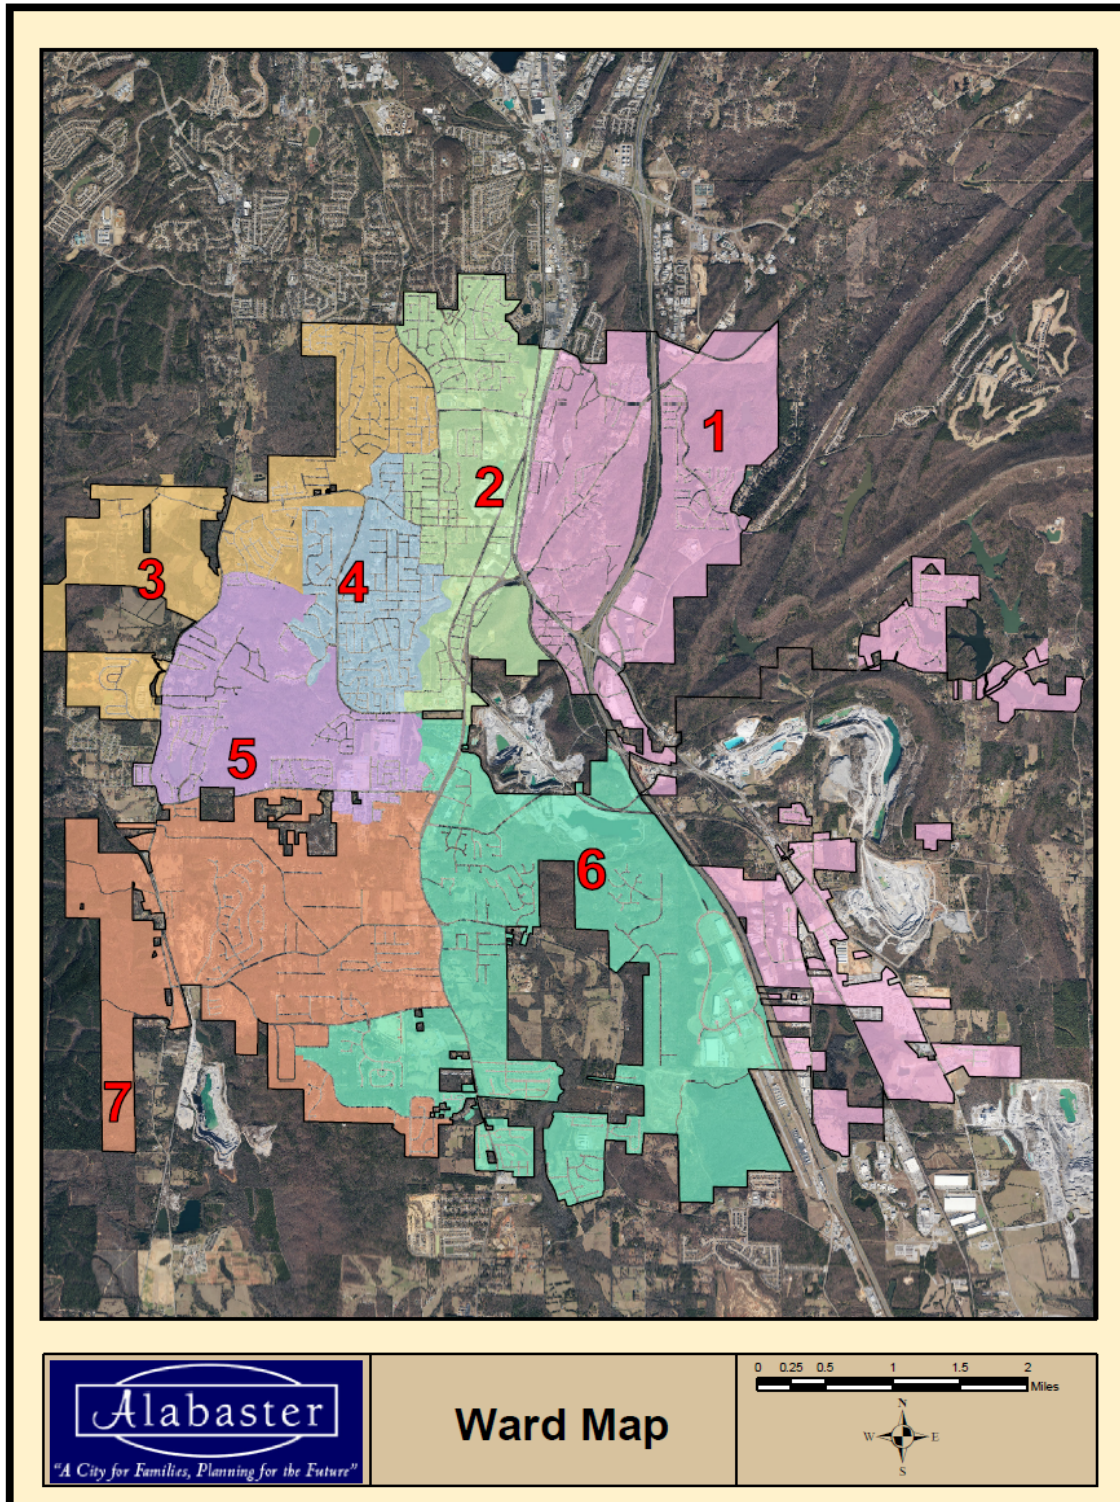 1
2
3
4
5
6
7
Alabaster
"A City for Families, Planning for the Future"
Ward Map
0 0.25 0.5 1 1.5 2
Miles
N
W E
S